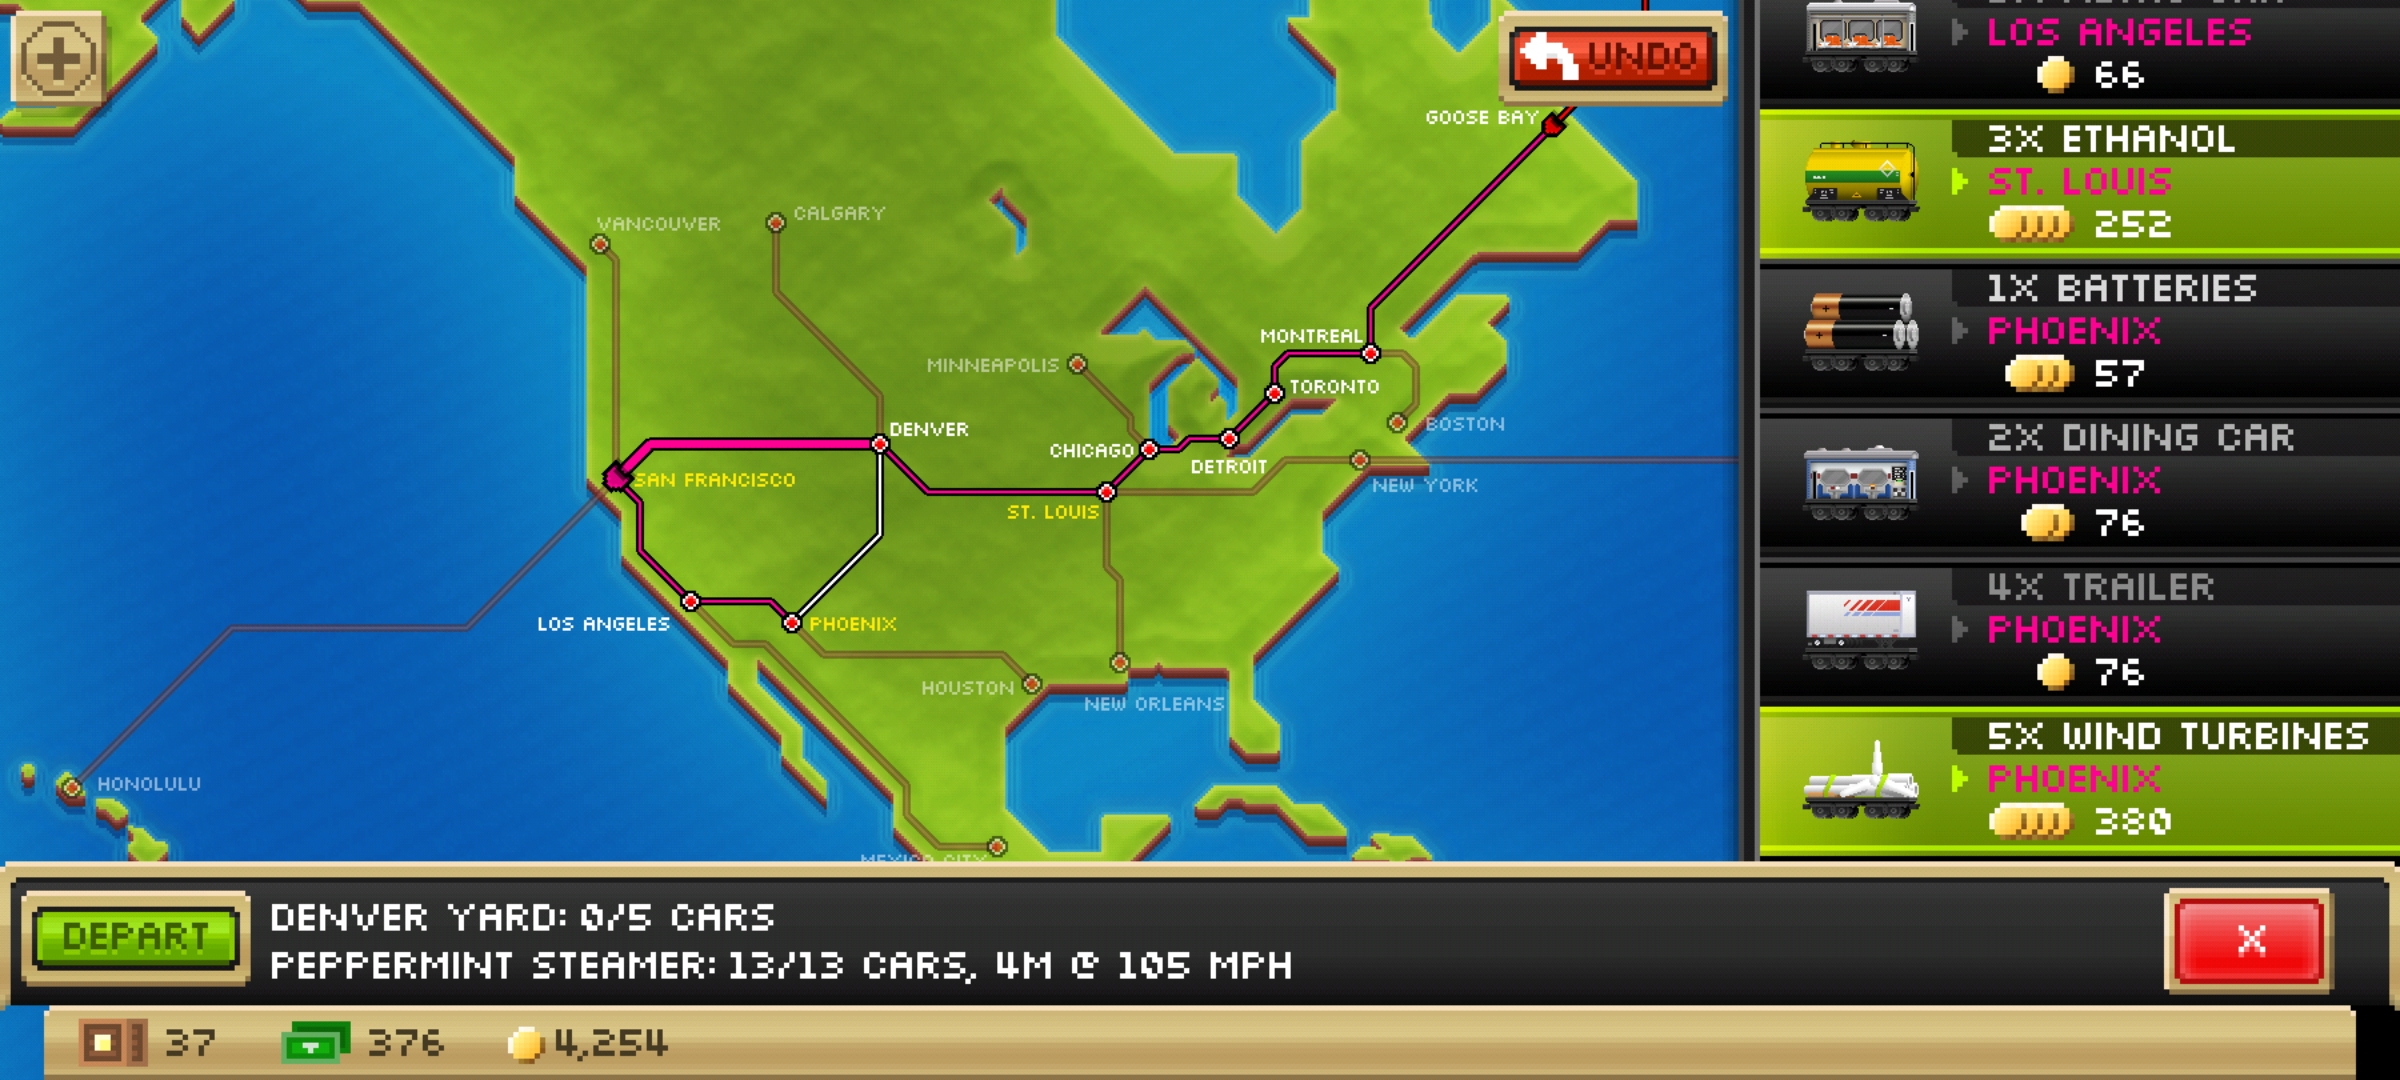 UNDO
GOOSE BAY
VANCOUVER
CALGARY
MONTREAL
MINNEAPOLIS
TORONTO
DENVER
CHICAGO
BOSTON
DETROIT
SAN FRANCISCO
NEW YORK
ST. LOUIS
LOS ANGELES
PHOENIX
HOUSTON
NEW ORLEANS
HONOLULU
MEXICO CITY
LOS ANGELES
66
3X ETHANOL
ST. LOUIS
252
1X BATTERIES
PHOENIX
57
2X DINING CAR
PHOENIX
76
4X TRAILER
PHOENIX
76
5X WIND TURBINES
PHOENIX
380
DEPART
DENVER YARD: 0/5 CARS
PEPPERMINT STEAMER: 13/13 CARS, 4M @ 105 MPH
X
37
376
4,254